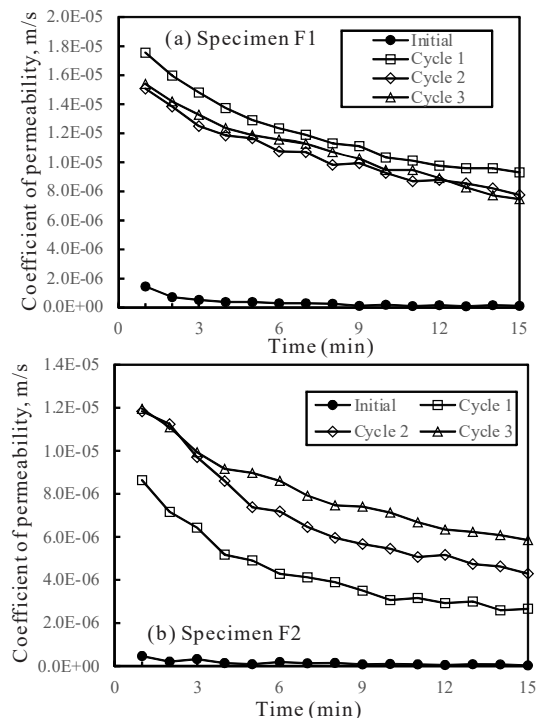 2.0E-05
(a) Specimen F1
Initial
1.8E-05
Cycle 1
1.6E-05
Cycle 2
1.4E-05
Cycle 3
1.2E-05
1.0E-05
8.0E-06
6.0E-06
4.0E-06
2.0E-06
0.0E+00
Coefficient of permeability, m/s
0 3 6 9 12 15
Time (min)
1.4E-05
1.2E-05
Initial Cycle 1
Cycle 2 Cycle 3
1.0E-05
8.0E-06
6.0E-06
4.0E-06
2.0E-06
(b) Specimen F2
0.0E+00
Coefficient of permeability, m/s
0 3 6 9 12 15
Time (min)